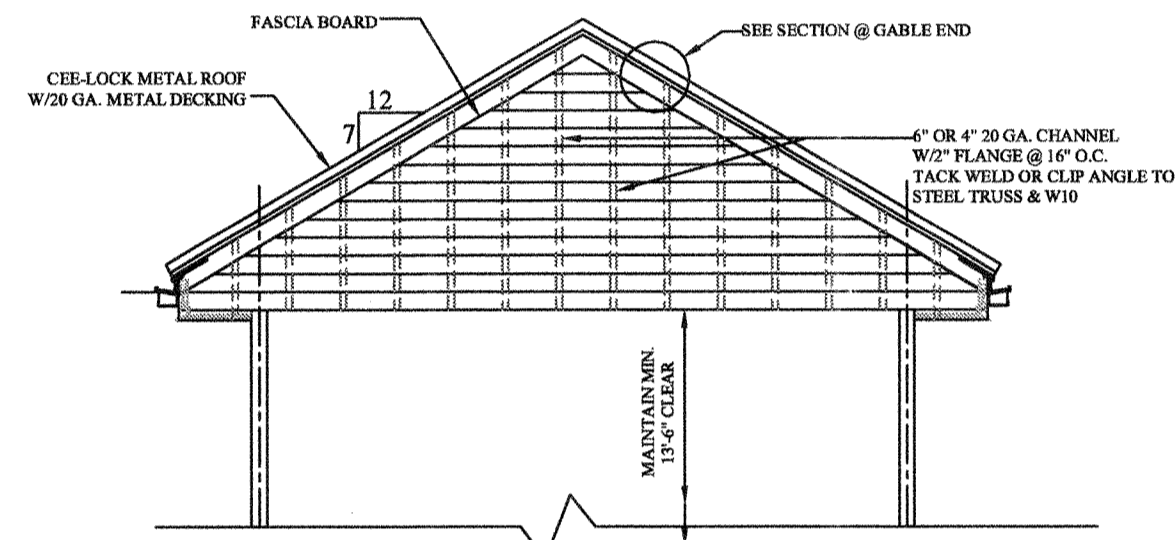 FASCIA BOARD
SEE SECTION @ GABLE END
CEE-LOCK METAL ROOF
W/20 GA. METAL DECKING
12
7
6" OR 4" 20 GA. CHANNEL
W/2" FLANGE @ 16" O.C.
TACK WELD OR CLIP ANGLE TO
STEEL TRUSS & W10
MAINTAIN MIN.
13'-6" CLEAR